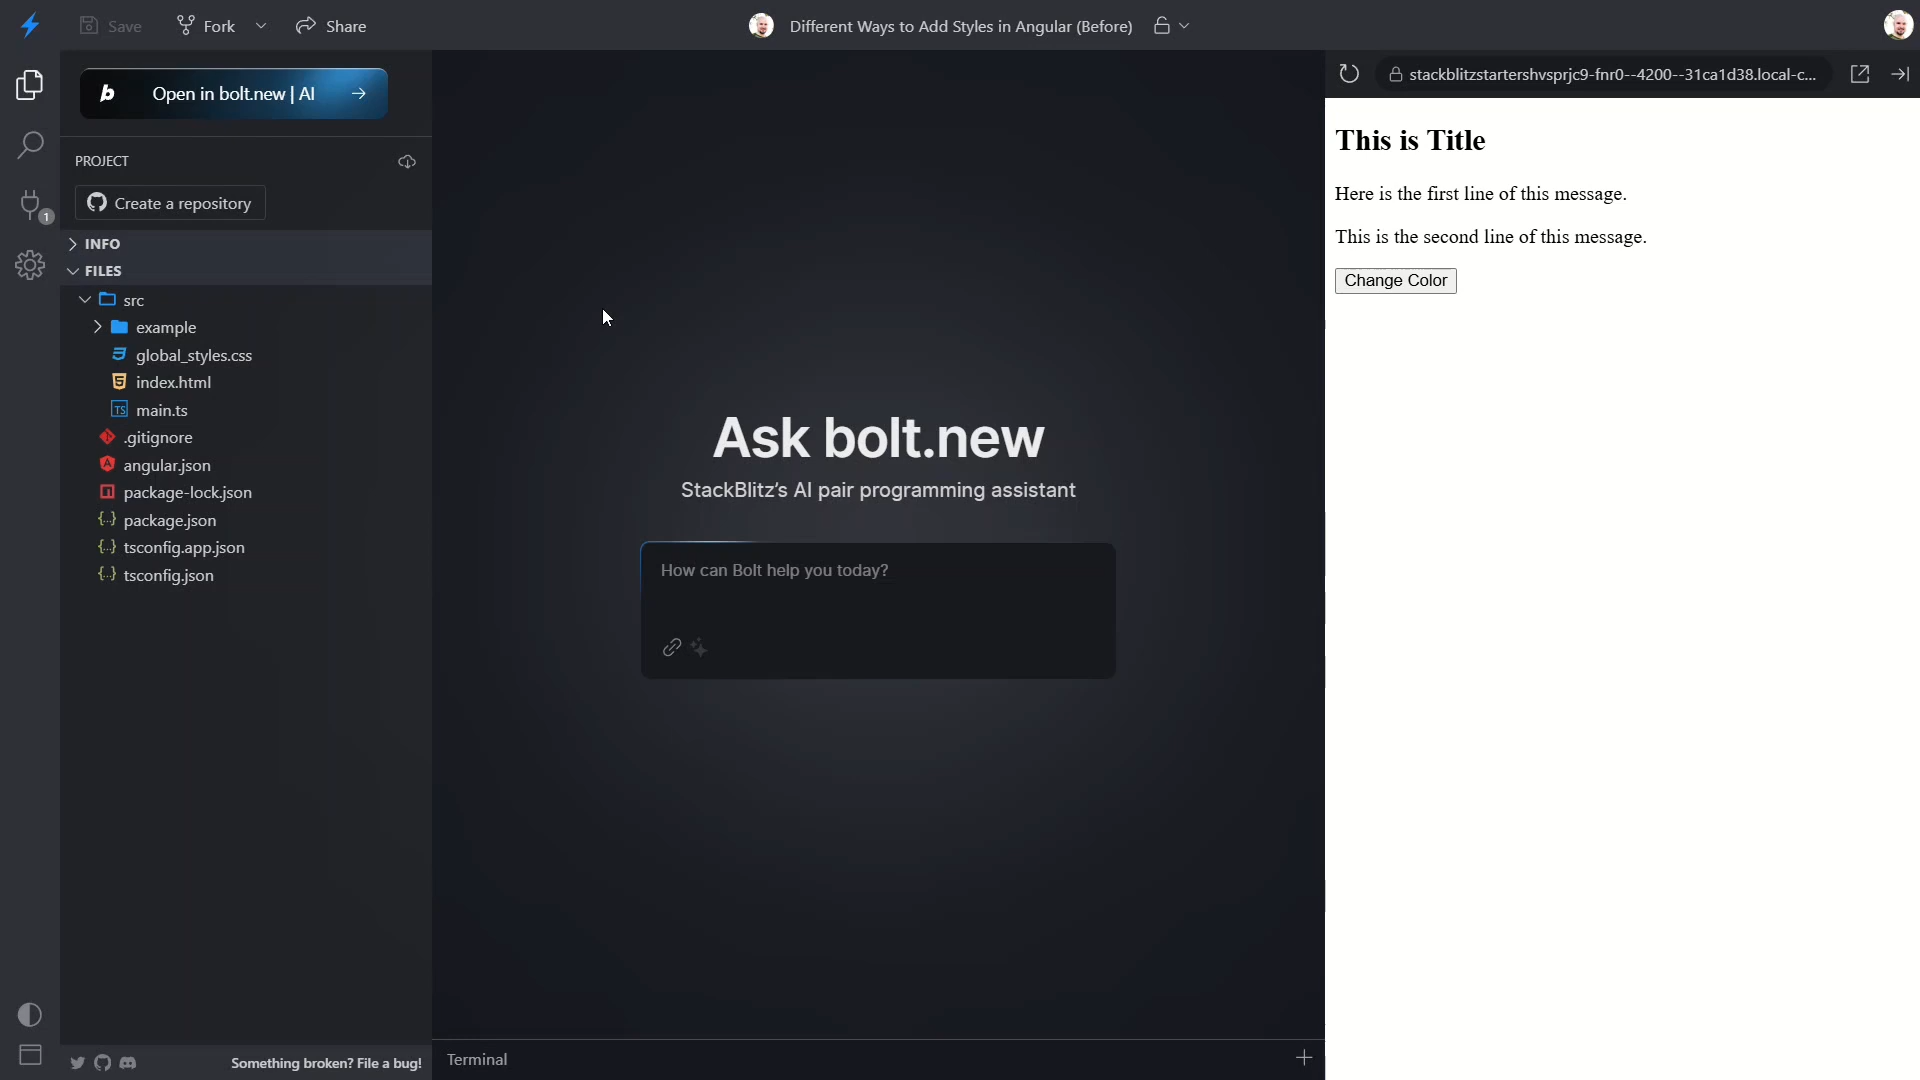 Save
Fork
Share
Different Ways to Add Styles in Angular (Before)
b Open in bolt.new | AI
stackblitzstartershvsprjc9-fnr0--4200--31ca1d38.local-c...
PROJECT
Create a repository
1
INFO
FILES
src
example
global_styles.css
index.html
TS main.ts
.gitignore
angular.json
package-lock.json
{..} package.json
{..} tsconfig.app.json
{..} tsconfig.json
Something broken? File a bug!
Ask bolt.new
StackBlitz's AI pair programming assistant
How can Bolt help you today?
Terminal
This is Title
Here is the first line of this message.
This is the second line of this message.
Change Color